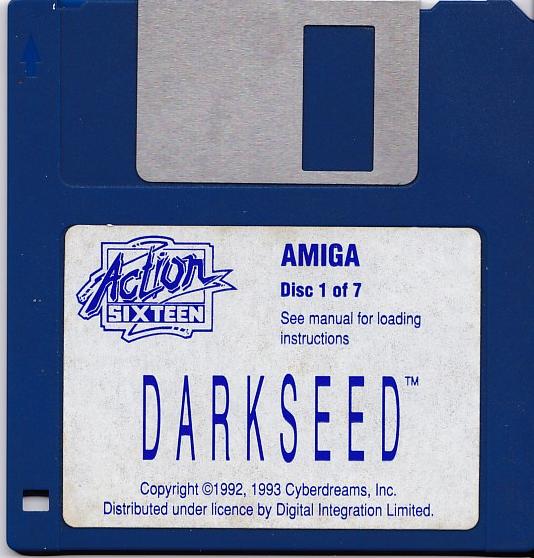 Action
SIXTEEN
AMIGA
Disc 1 of 7
See manual for loading
instructions
DARKSEED™
Copyright ©1992, 1993 Cyberdreams, Inc.
Distributed under licence by Digital Integration Limited.